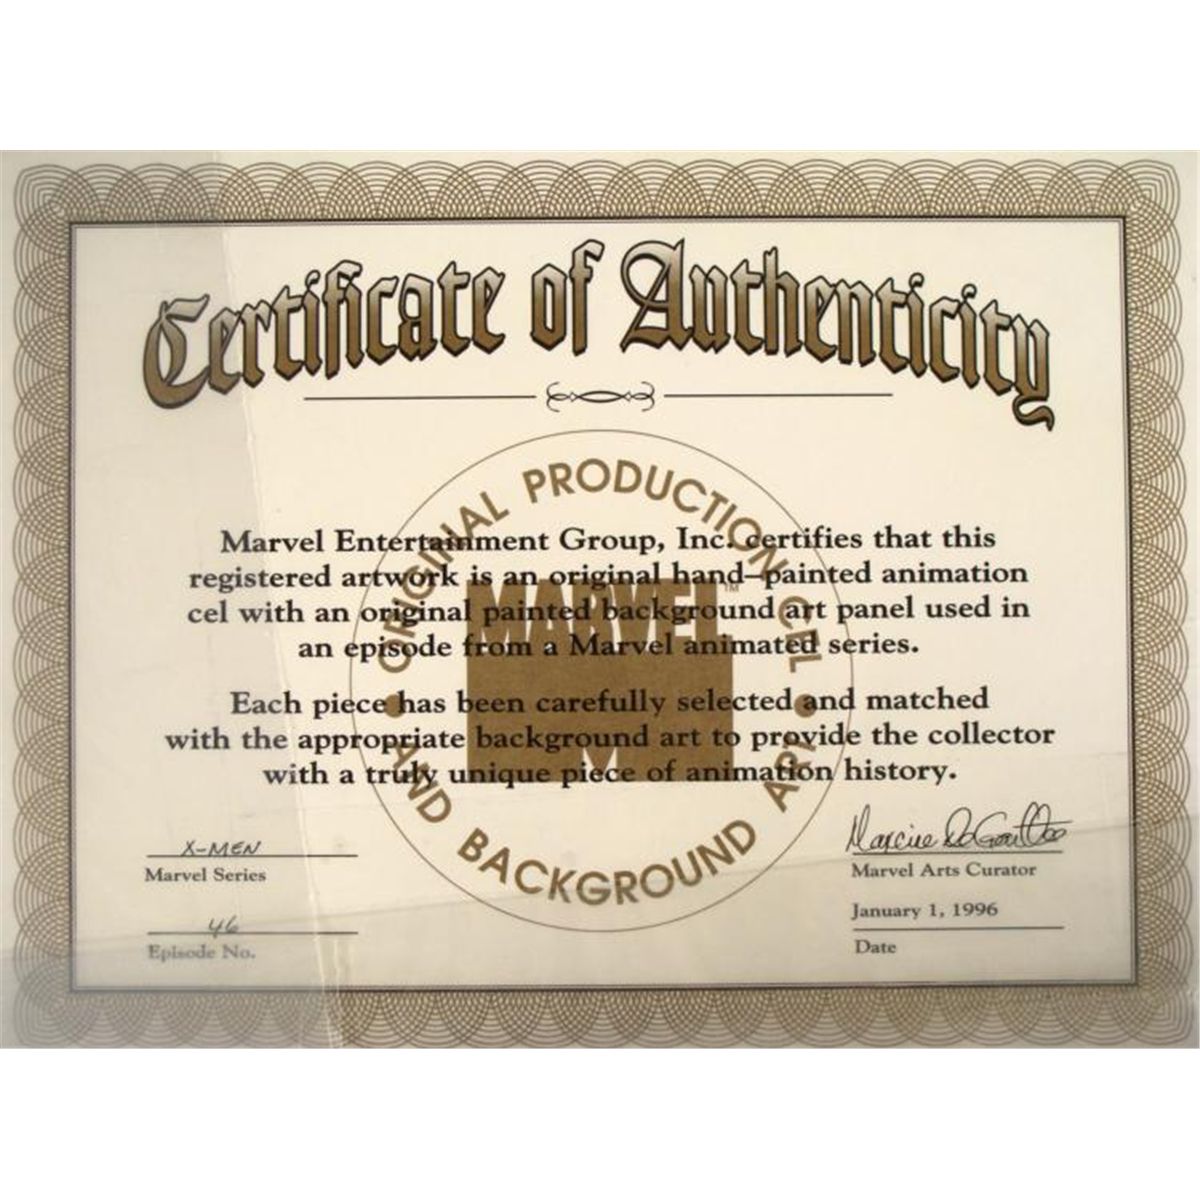 Certificate of Authenticity
ORIGINAL PRODUCTION CEL • AND BACKGROUND ART •
MARVEL™
Marvel Entertainment Group, Inc. certifies that this
registered artwork is an original hand–painted animation
cel with an original painted background art panel used in
an episode from a Marvel animated series.
Each piece has been carefully selected and matched
with the appropriate background art to provide the collector
with a truly unique piece of animation history.
X-MEN
Marvel Series
46
Episode No.
Marvel Arts Curator
January 1, 1996
Date